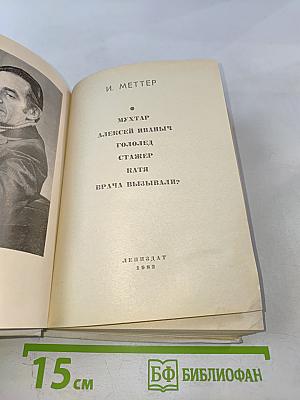 И. МЕТТЕР
МУХТАР
АЛЕКСЕЙ ИВАНЫЧ
ГОЛОЛЕД
СТАЖЕР
КАТЯ
ВРАЧА ВЫЗЫВАЛИ?
ЛЕНИЗДАТ
1982
15 см
БФ БИБЛИОФАН